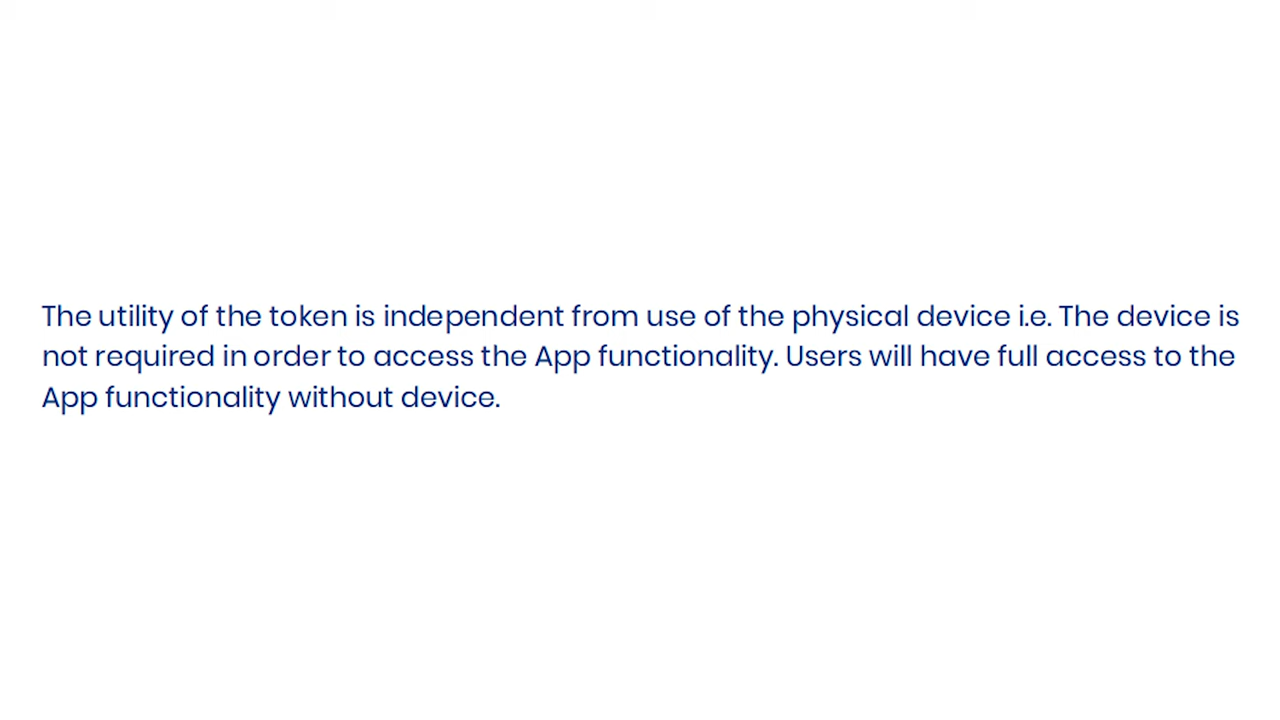 The utility of the token is independent from use of the physical device i.e. The device is
not required in order to access the App functionality. Users will have full access to the
App functionality without device.